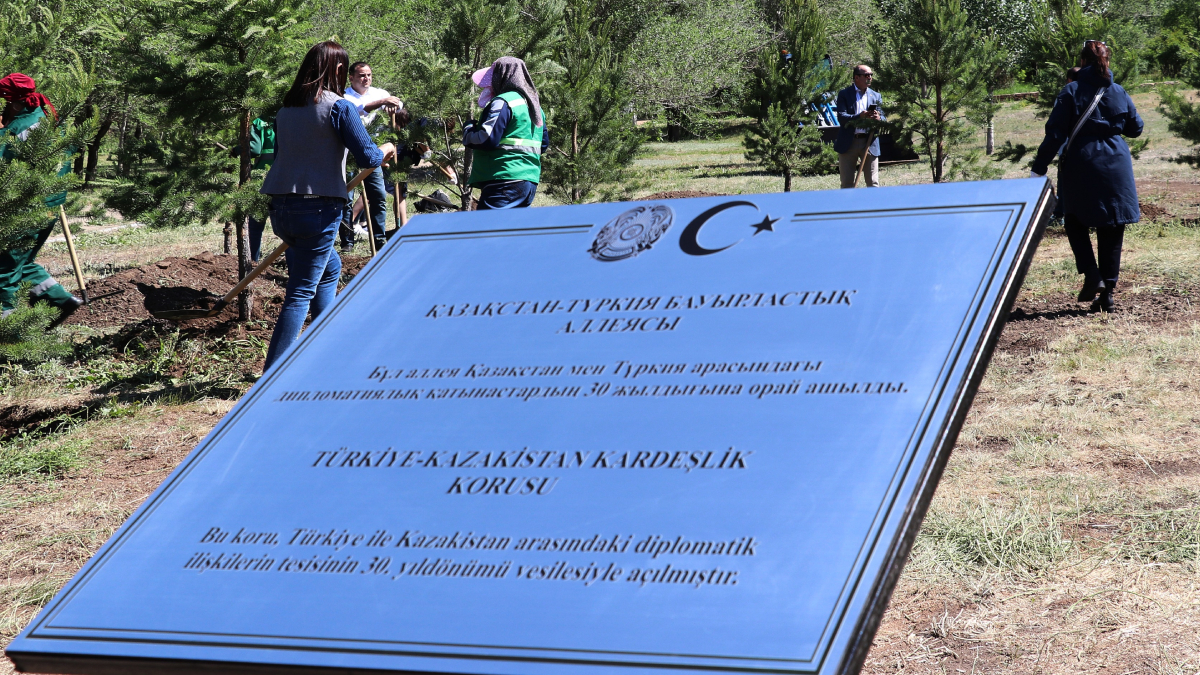 ҚАЗАҚСТАН-ТҮРКИЯ БАУЫРЛАСТЫҚ
АЛЛЕЯСЫ
Бұл аллея Қазақстан мен Түркия арасындағы
дипломатиялық қатынастардың 30 жылдығына орай ашылды.
TÜRKİYE-KAZAKİSTAN KARDEŞLİK
KORUSU
Bu koru, Türkiye ile Kazakistan arasındaki diplomatik
ilişkilerin tesisinin 30. yıldönümü vesilesiyle açılmıştır.